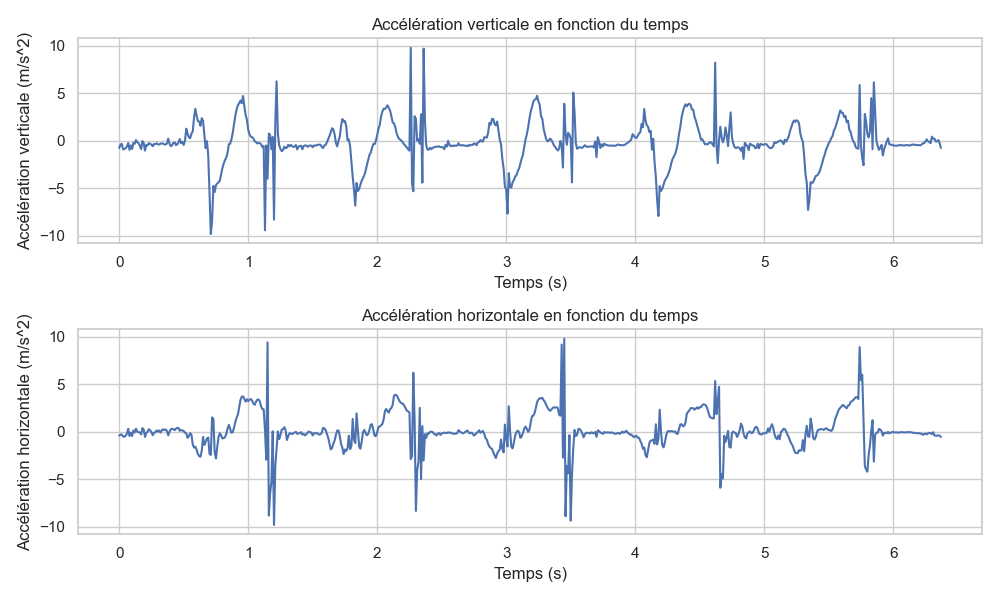 Accélération verticale en fonction du temps
Accélération verticale (m/s^2)
10
5
0
−5
−10
0 1 2 3 4 5 6
Temps (s)
Accélération horizontale en fonction du temps
Accélération horizontale (m/s^2)
10
5
0
−5
−10
0 1 2 3 4 5 6
Temps (s)